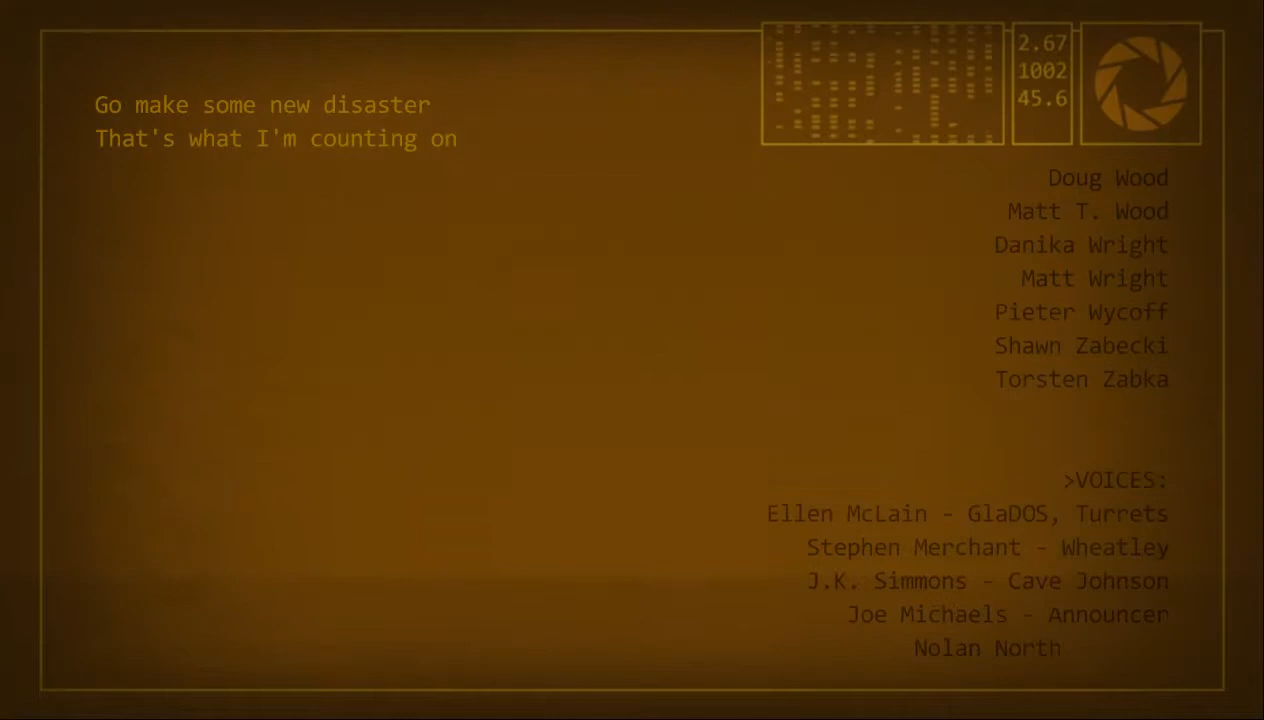 Go make some new disaster
That's what I'm counting on
2.67
1002
45.6
Doug Wood
Matt T. Wood
Danika Wright
Matt Wright
Pieter Wycoff
Shawn Zabecki
Torsten Zabka
>VOICES:
Ellen McLain - GlaDOS, Turrets
Stephen Merchant - Wheatley
J.K. Simmons - Cave Johnson
Joe Michaels - Announcer
Nolan North